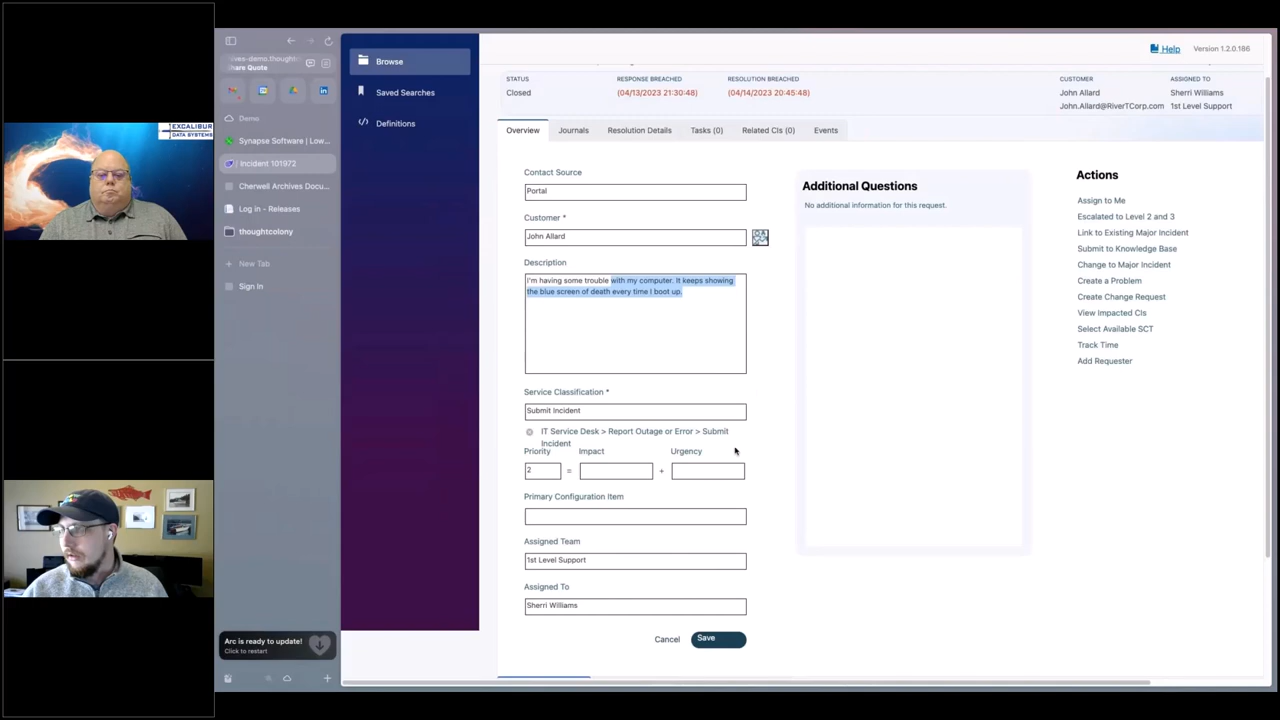 EXCALIBUR
DATA SYSTEMS
Share Quote
Demo
Synapse Software | Low...
Incident 101972
Cherwell Archives Docu...
Log in - Releases
thoughtcolony
New Tab
Sign In
Arc is ready to update!
Click to restart
Browse
Saved Searches
Definitions
Help
Version 1.2.0.186
STATUS
Closed
RESPONSE BREACHED
(04/13/2023 21:30:48)
RESOLUTION BREACHED
(04/14/2023 20:45:48)
CUSTOMER
John Allard
John.Allard@RiverTCorp.com
ASSIGNED TO
Sherri Williams
1st Level Support
Overview
Journals
Resolution Details
Tasks (0)
Related CIs (0)
Events
Contact Source
Portal
Customer *
John Allard
Description
I'm having some trouble with my computer. It keeps showing
the blue screen of death every time I boot up.
Service Classification *
Submit Incident
IT Service Desk > Report Outage or Error > Submit
Incident
Priority
Impact
Urgency
2
=
+
Primary Configuration Item
Assigned Team
1st Level Support
Assigned To
Sherri Williams
Cancel
Save
Additional Questions
No additional information for this request.
Actions
Assign to Me
Escalated to Level 2 and 3
Link to Existing Major Incident
Submit to Knowledge Base
Change to Major Incident
Create a Problem
Create Change Request
View Impacted CIs
Select Available SCT
Track Time
Add Requester